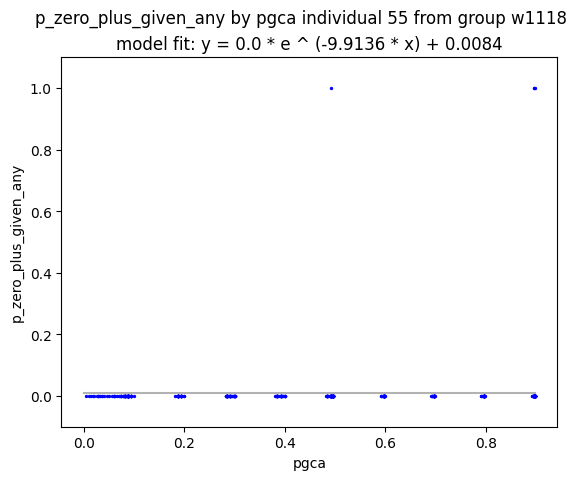 p_zero_plus_given_any by pgca individual 55 from group w1118
model fit: y = 0.0 * e ^ (-9.9136 * x) + 0.0084
1.0
0.8
0.6
0.4
0.2
0.0
p_zero_plus_given_any
0.0 0.2 0.4 0.6 0.8
pgca